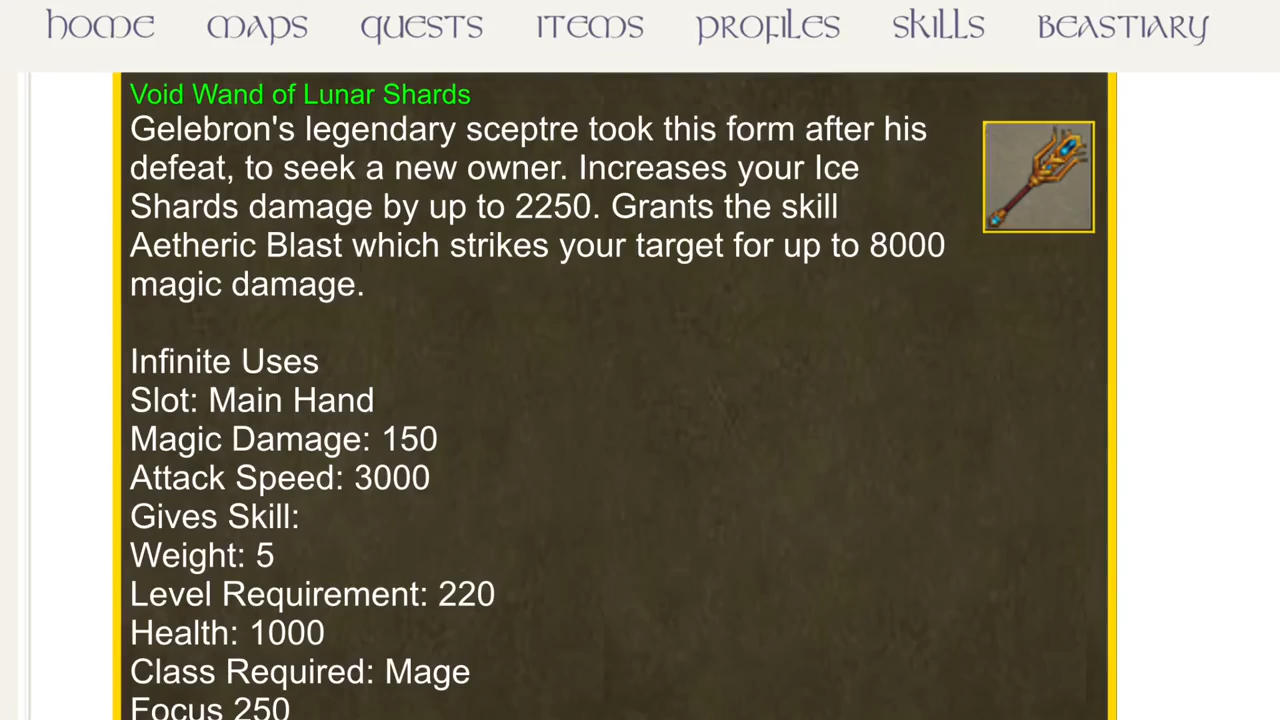 HOME MAPS QUESTS ITEMS PROFILES SKILLS BEASTIARY
Void Wand of Lunar Shards
Gelebron's legendary sceptre took this form after his
defeat, to seek a new owner. Increases your Ice
Shards damage by up to 2250. Grants the skill
Aetheric Blast which strikes your target for up to 8000
magic damage.
Infinite Uses
Slot: Main Hand
Magic Damage: 150
Attack Speed: 3000
Gives Skill:
Weight: 5
Level Requirement: 220
Health: 1000
Class Required: Mage
Focus 250